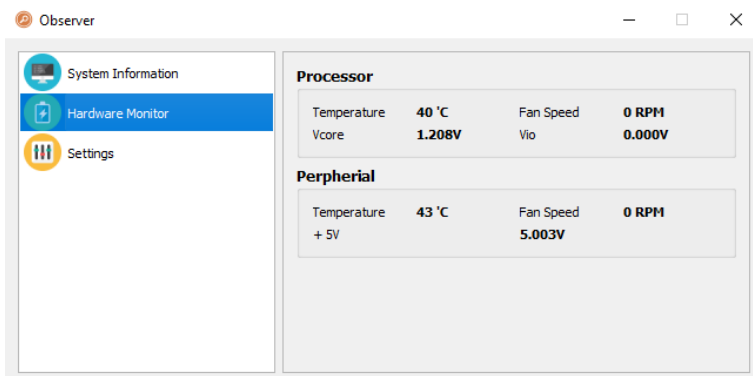 Observer
System Information
Hardware Monitor
Settings
Processor
Temperature 40 'C Fan Speed 0 RPM
Vcore 1.208V Vio 0.000V
Perpherial
Temperature 43 'C Fan Speed 0 RPM
+ 5V 5.003V